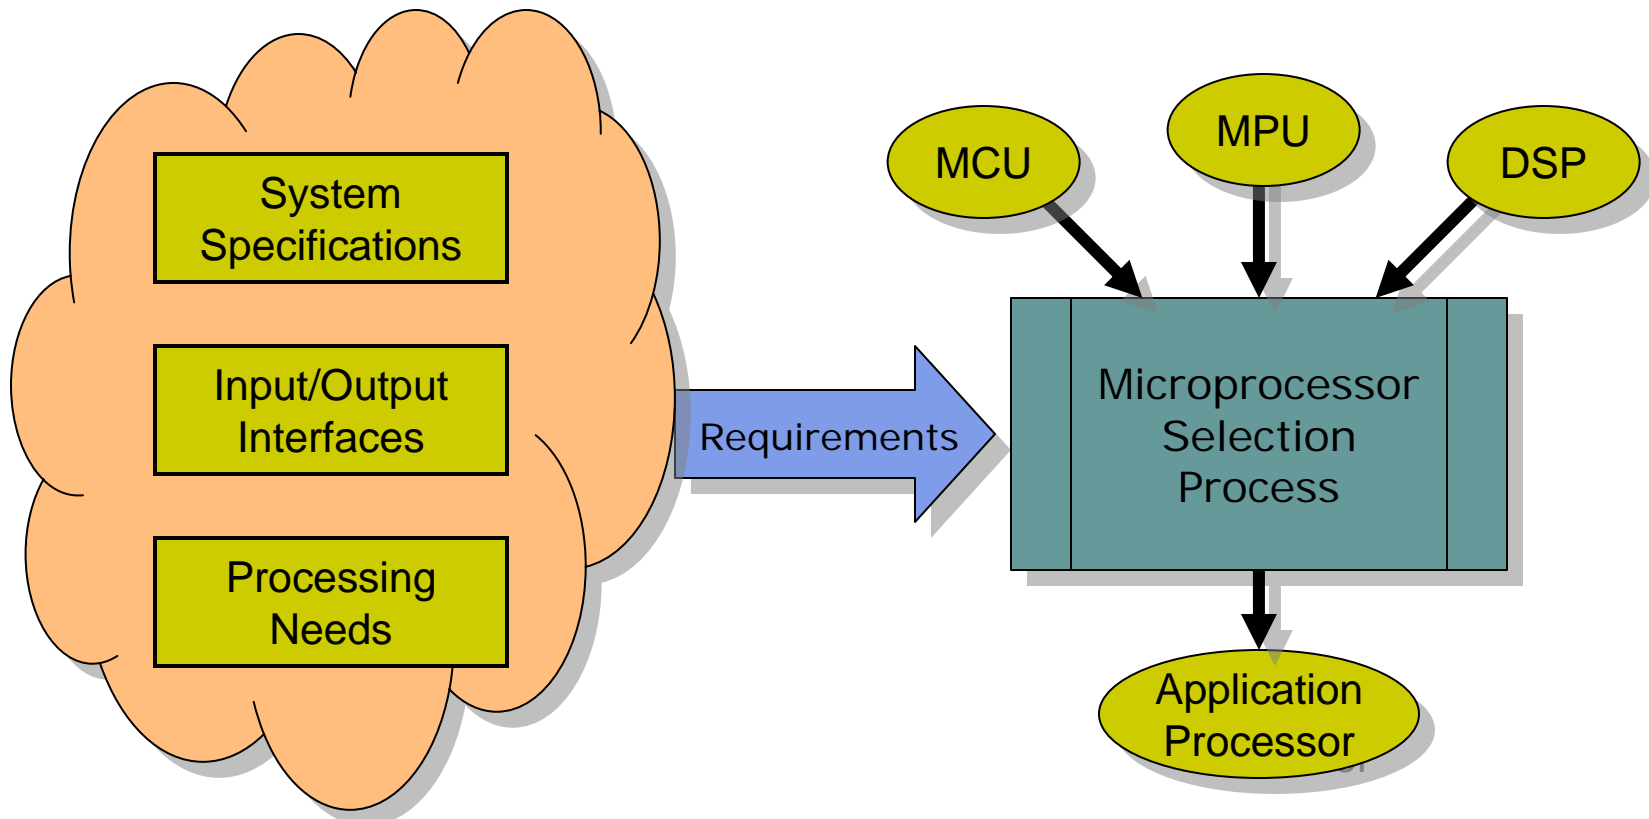 System
Specifications
Input/Output
Interfaces
Processing
Needs
Requirements
MCU
MPU
DSP
Microprocessor
Selection
Process
Application
Processor